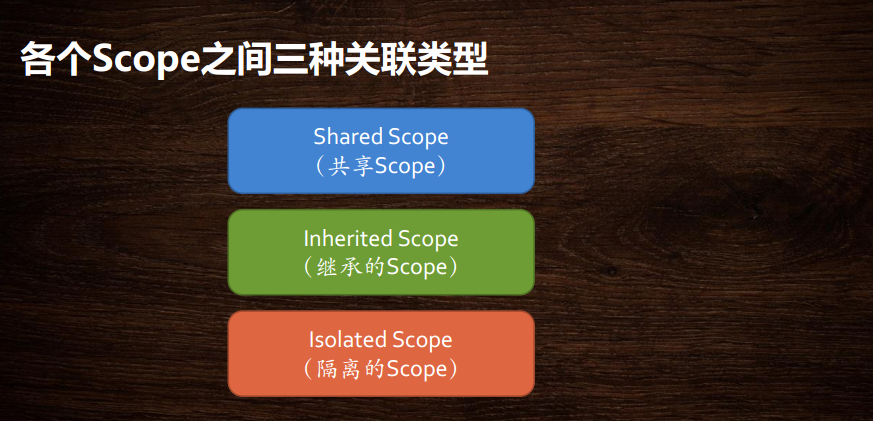 各个Scope之间三种关联类型
Shared Scope
（共享Scope）
Inherited Scope
（继承的Scope）
Isolated Scope
（隔离的Scope）